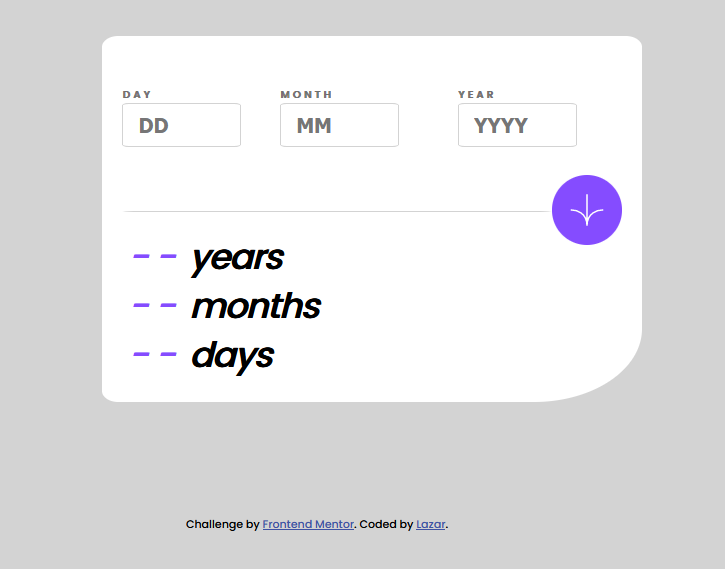 DAY MONTH YEAR
DD MM YYYY
-- years
-- months
-- days
Challenge by Frontend Mentor. Coded by Lazar.